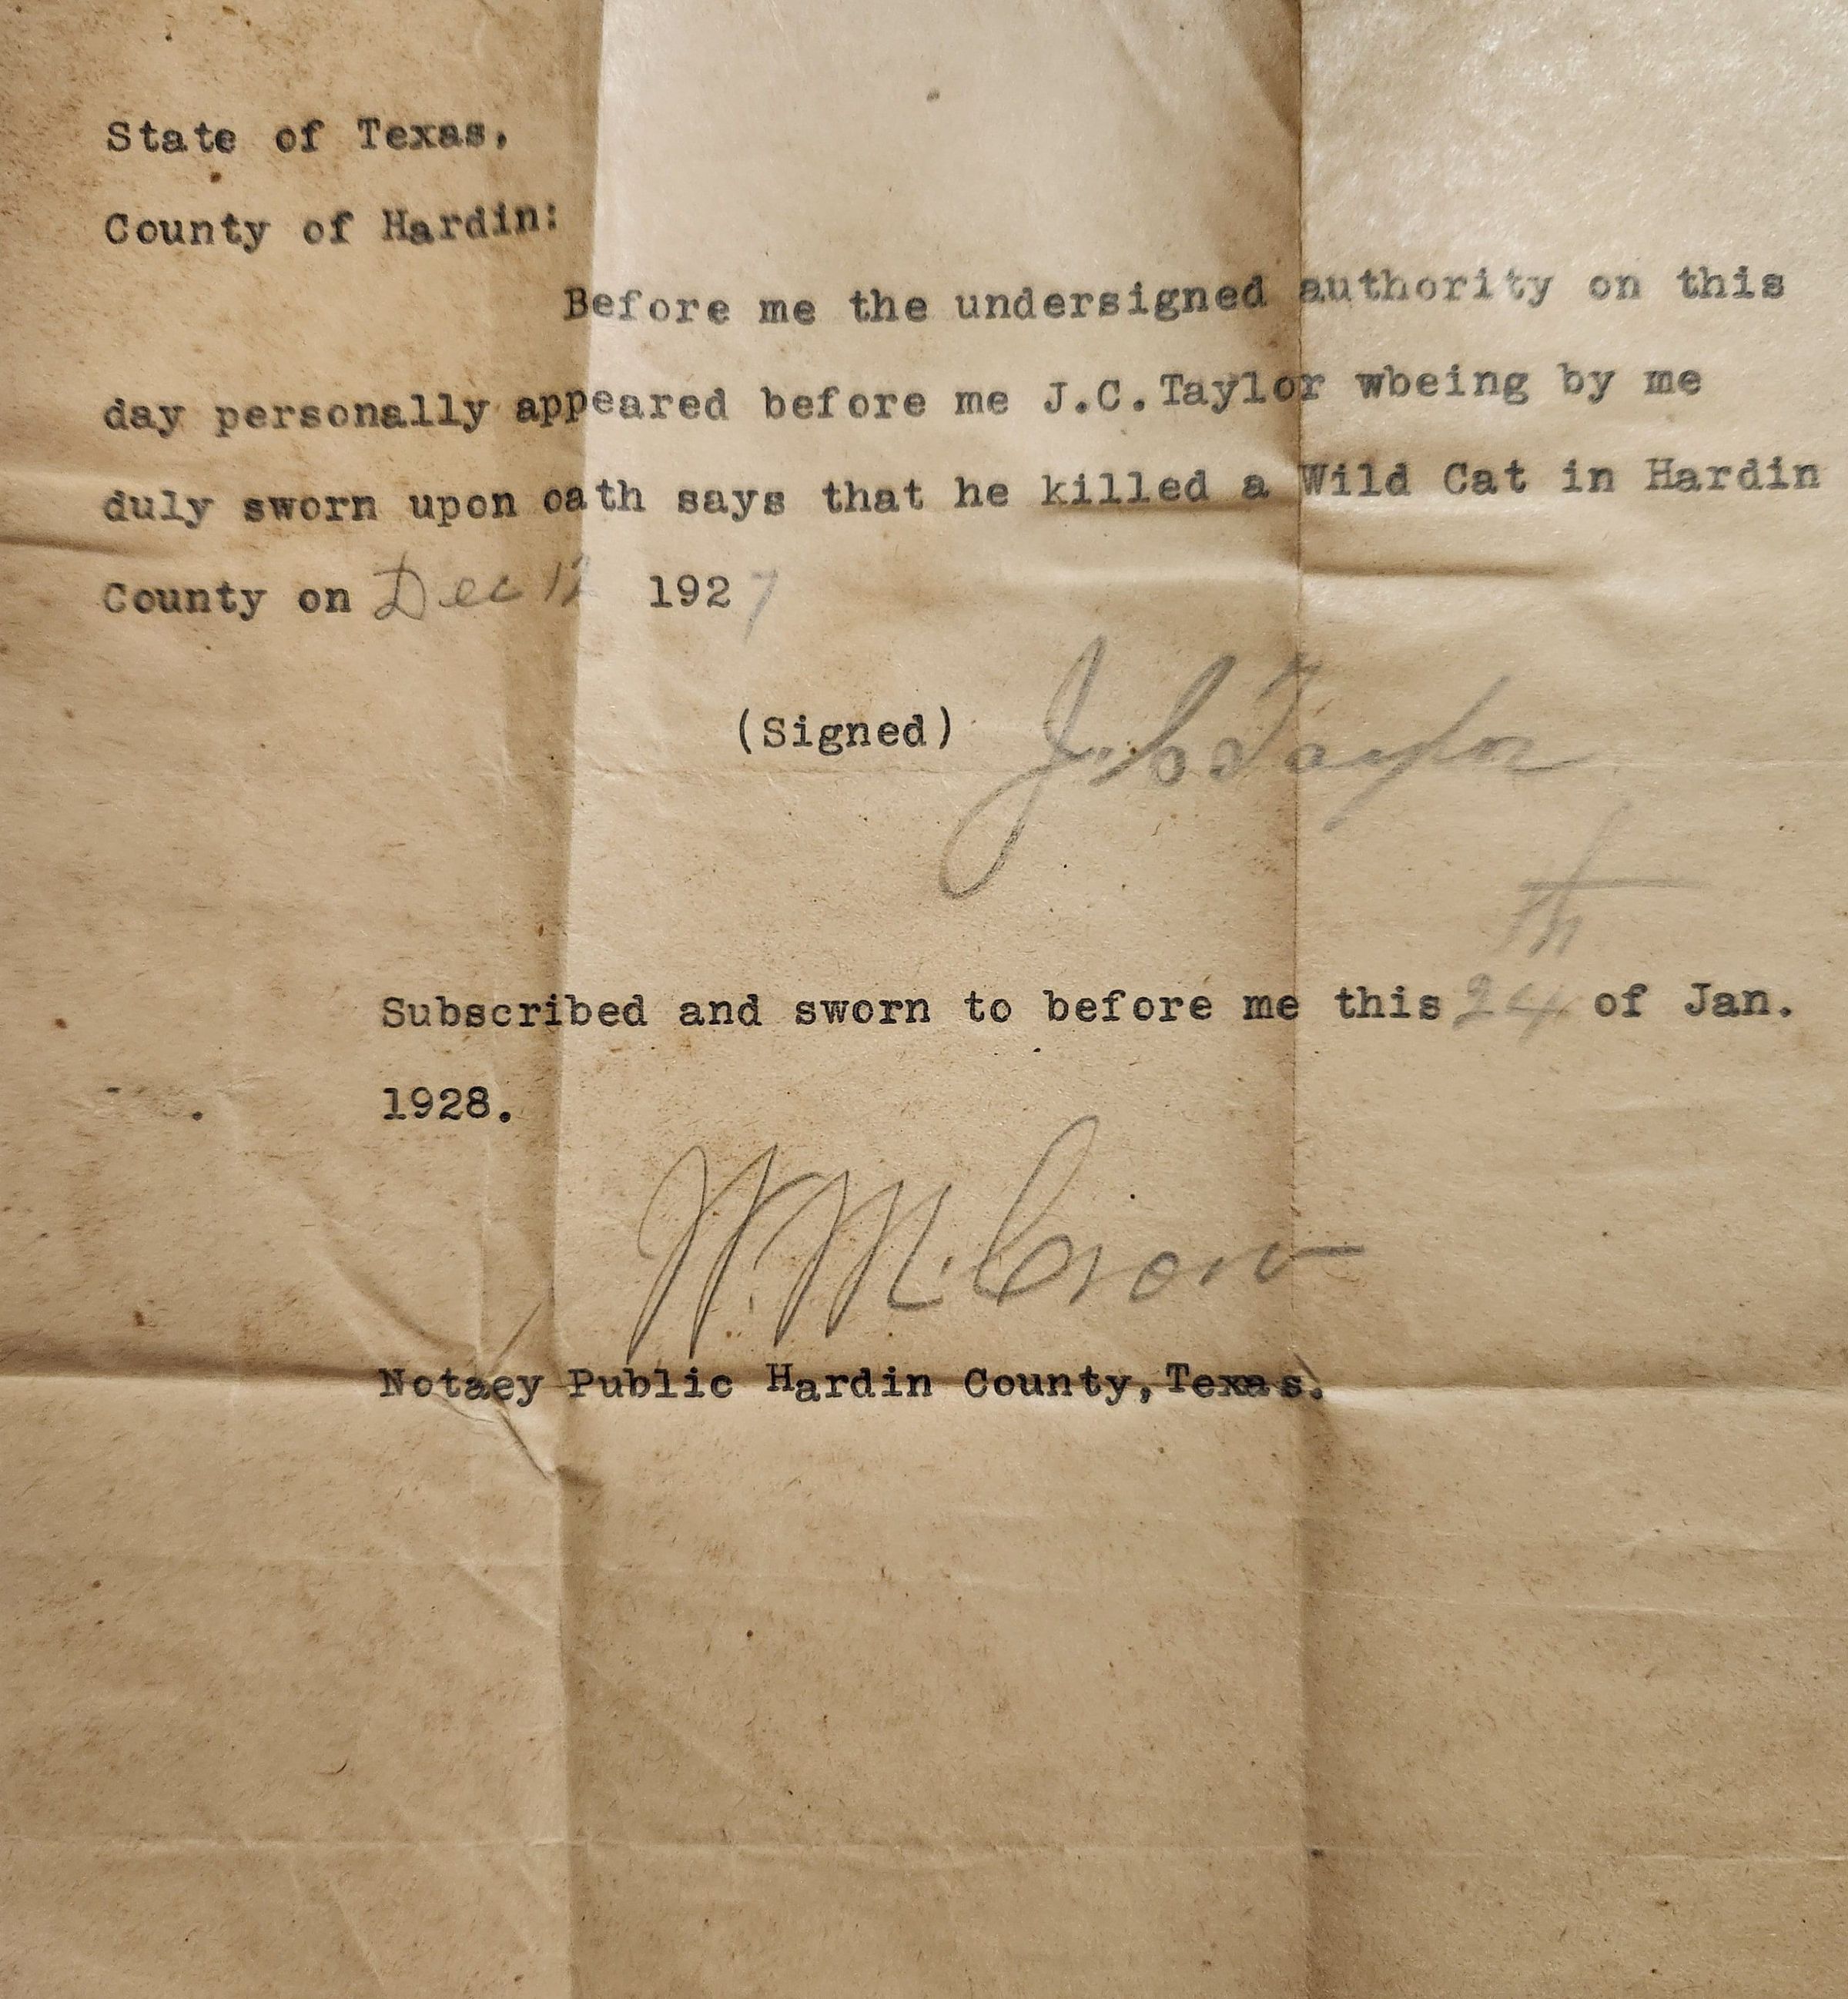 State of Texas,
County of Hardin:
Before me the undersigned authority on this
day personally appeared before me J.C.Taylor wbeing by me
duly sworn upon oath says that he killed a Wild Cat in Hardin
County on Dec 12 1927
(Signed) J. C Taylor
th
Subscribed and sworn to before me this 24 of Jan.
1928.
W. M. Crow
Notaey Public Hardin County,Texas.